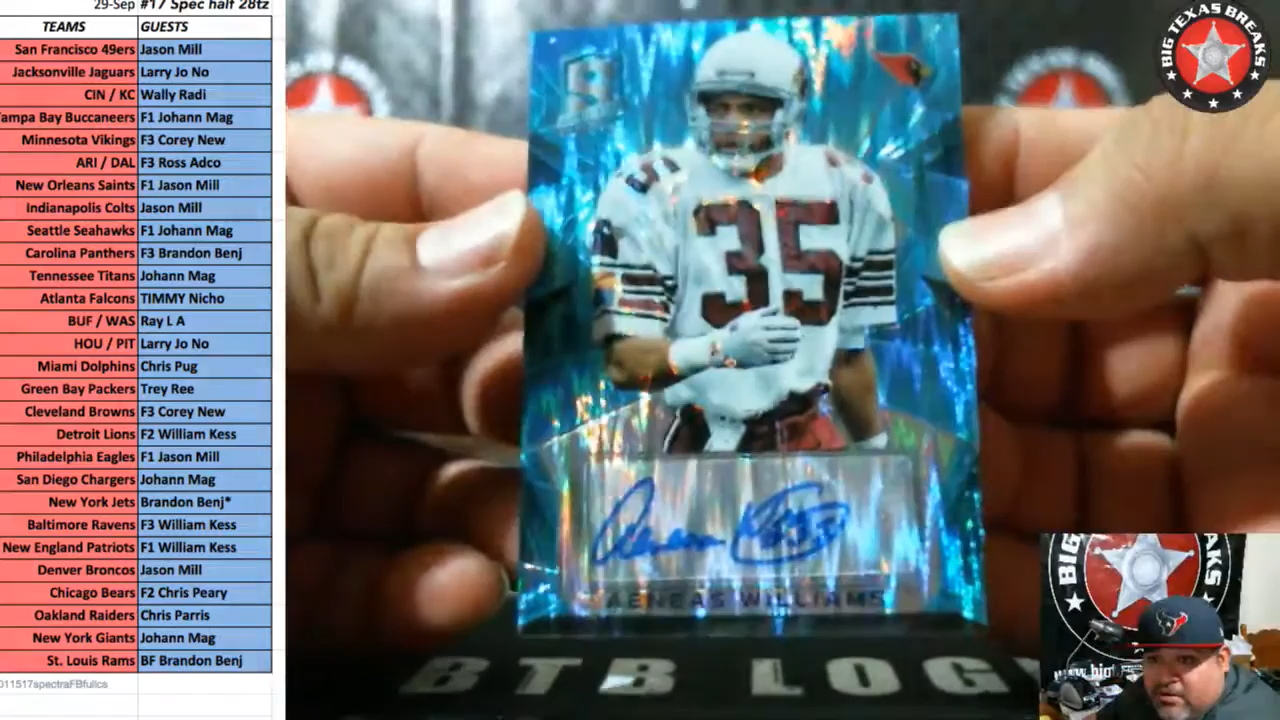 29-Sep #17 Spec half 28tz
TEAMS GUESTS
San Francisco 49ers Jason Mill
Jacksonville Jaguars Larry Jo No
CIN / KC Wally Radi
Tampa Bay Buccaneers F1 Johann Mag
Minnesota Vikings F3 Corey New
ARI / DAL F3 Ross Adco
New Orleans Saints F1 Jason Mill
Indianapolis Colts Jason Mill
Seattle Seahawks F1 Johann Mag
Carolina Panthers F3 Brandon Benj
Tennessee Titans Johann Mag
Atlanta Falcons TIMMY Nicho
BUF / WAS Ray L A
HOU / PIT Larry Jo No
Miami Dolphins Chris Pug
Green Bay Packers Trey Ree
Cleveland Browns F3 Corey New
Detroit Lions F2 William Kess
Philadelphia Eagles F1 Jason Mill
San Diego Chargers Johann Mag
New York Jets Brandon Benj*
Baltimore Ravens F3 William Kess
New England Patriots F1 William Kess
Denver Broncos Jason Mill
Chicago Bears F2 Chris Peary
Oakland Raiders Chris Parris
New York Giants Johann Mag
St. Louis Rams BF Brandon Benj
011517spectraFBfullcs
S
35
AENEAS WILLIAMS
BTB LOG
BIG TEXAS BREAKS
BIG
BREAKS